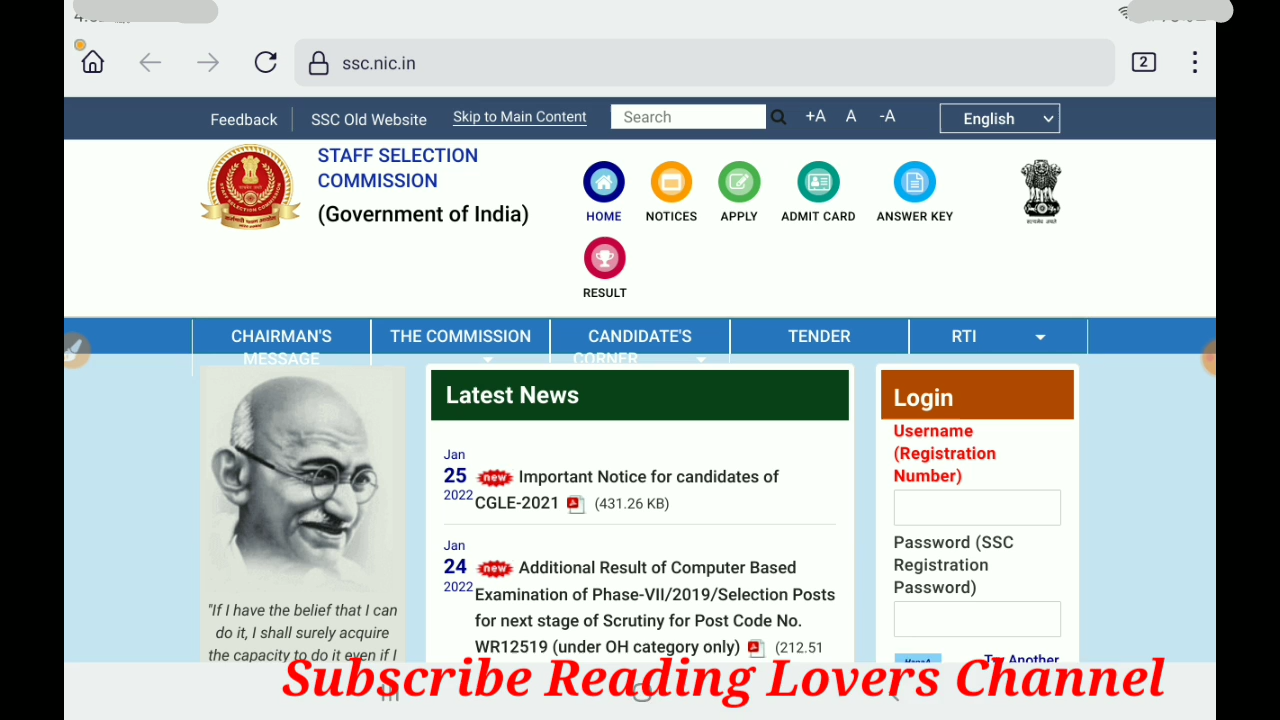 ssc.nic.in
2
Feedback
SSC Old Website
Skip to Main Content
Search
+A
A
-A
English
STAFF SELECTION
COMMISSION
(Government of India)
HOME
NOTICES
APPLY
ADMIT CARD
ANSWER KEY
RESULT
CHAIRMAN'S
MESSAGE
THE COMMISSION
CANDIDATE'S
CORNER
TENDER
RTI
"If I have the belief that I can
do it, I shall surely acquire
the capacity to do it even if I
Latest News
Jan
25
2022
new Important Notice for candidates of
CGLE-2021 (431.26 KB)
Jan
24
2022
new Additional Result of Computer Based
Examination of Phase-VII/2019/Selection Posts
for next stage of Scrutiny for Post Code No.
WR12519 (under OH category only) (212.51
Login
Username
(Registration
Number)
Password (SSC
Registration
Password)
Try Another
Subscribe Reading Lovers Channel